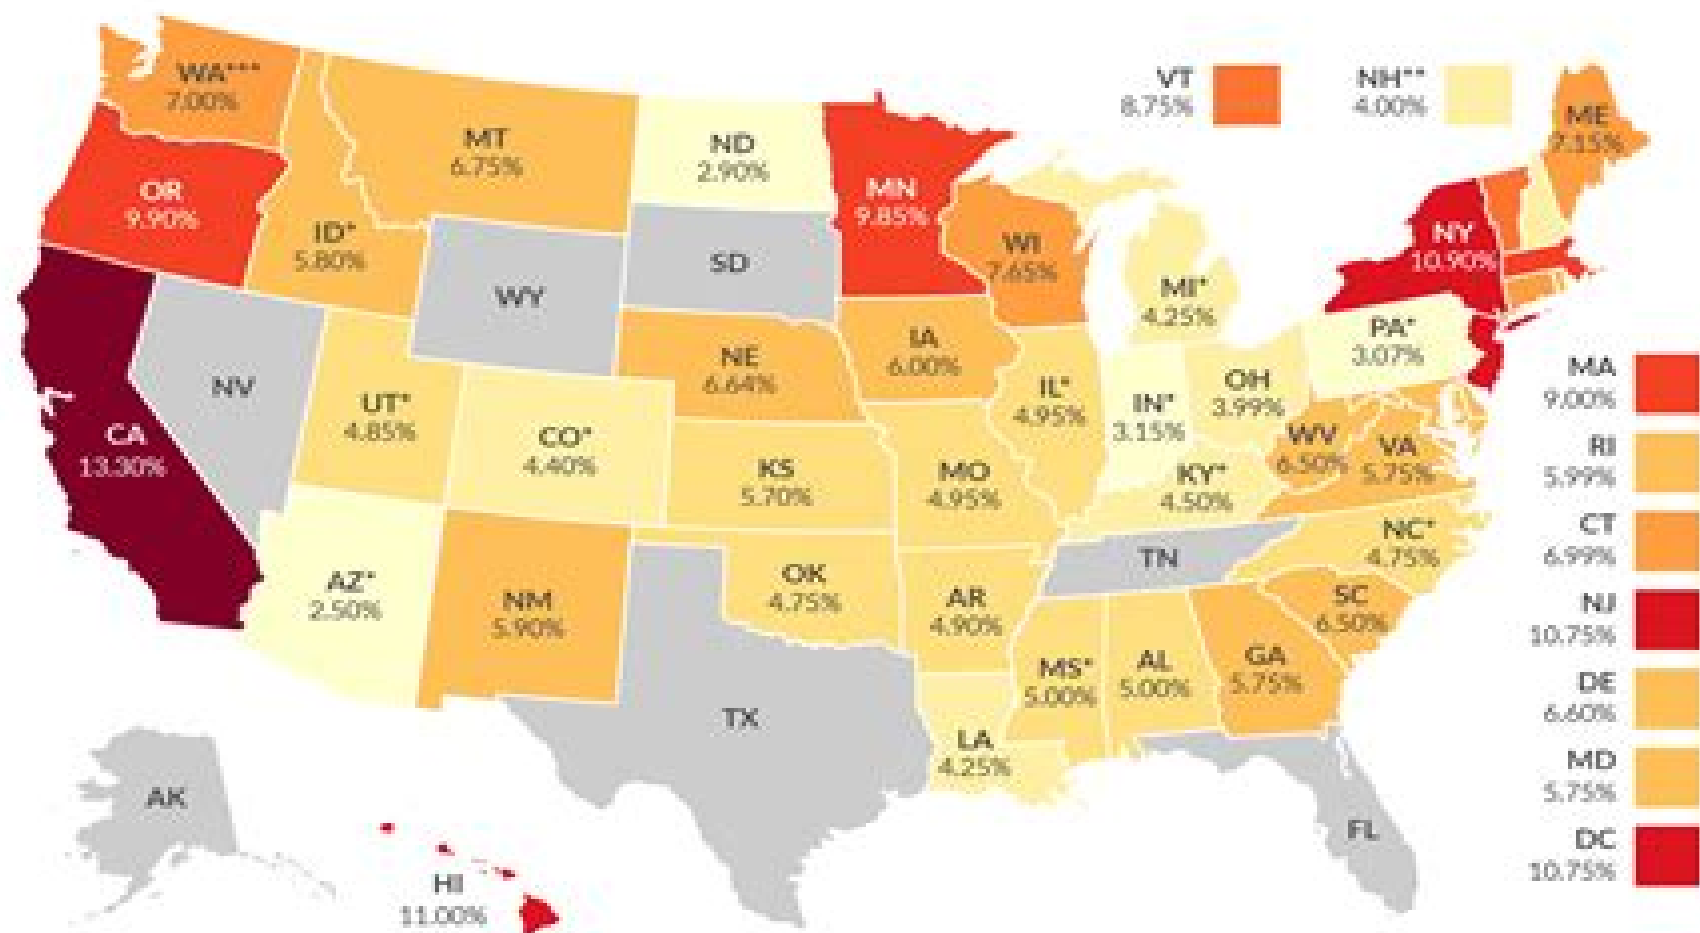 WA***
7.00%
OR
9.90%
CA
13.30%
NV
ID*
5.80%
MT
6.75%
WY
UT*
4.85%
CO*
4.40%
AZ*
2.50%
NM
5.90%
ND
2.90%
SD
NE
6.64%
KS
5.70%
OK
4.75%
TX
MN
9.85%
IA
6.00%
MO
4.95%
AR
4.90%
LA
4.25%
WI
7.65%
IL*
4.95%
MI*
4.25%
IN*
3.15%
OH
3.99%
KY*
4.50%
TN
MS*
5.00%
AL
5.00%
GA
5.75%
FL
SC
6.50%
NC*
4.75%
VA
5.75%
WV
6.50%
PA*
3.07%
NY
10.90%
VT
8.75%
NH**
4.00%
ME
7.15%
MA
9.00%
RI
5.99%
CT
6.99%
NJ
10.75%
DE
6.60%
MD
5.75%
DC
10.75%
AK
HI
11.00%